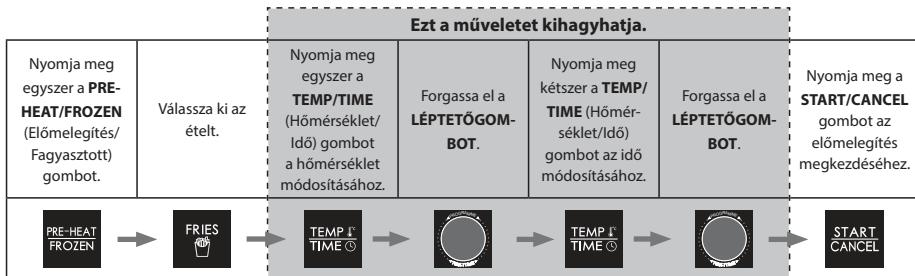 Ezt a műveletet kihagyhatja.
Nyomja meg
egyszer a PRE-
HEAT/FROZEN
(Előmelegítés/
Fagyasztott)
gombot.
Válassza ki az
ételt.
Nyomja meg
egyszer a
TEMP/TIME
(Hőmérséklet/
Idő) gombot
a hőmérséklet
módosításához.
Forgassa el a
LÉPTETŐGOM-
BOT.
Nyomja meg
kétszer a TEMP/
TIME (Hőmér-
séklet/Idő)
gombot az idő
módosításához.
Forgassa el a
LÉPTETŐGOM-
BOT.
Nyomja meg a
START/CANCEL
gombot az
előmelegítés
megkezdéséhez.
PRE-HEAT
FROZEN
FRIES
TEMP
TIME
PROGRAMME
TEMP
TIME
PROGRAMME
START
CANCEL